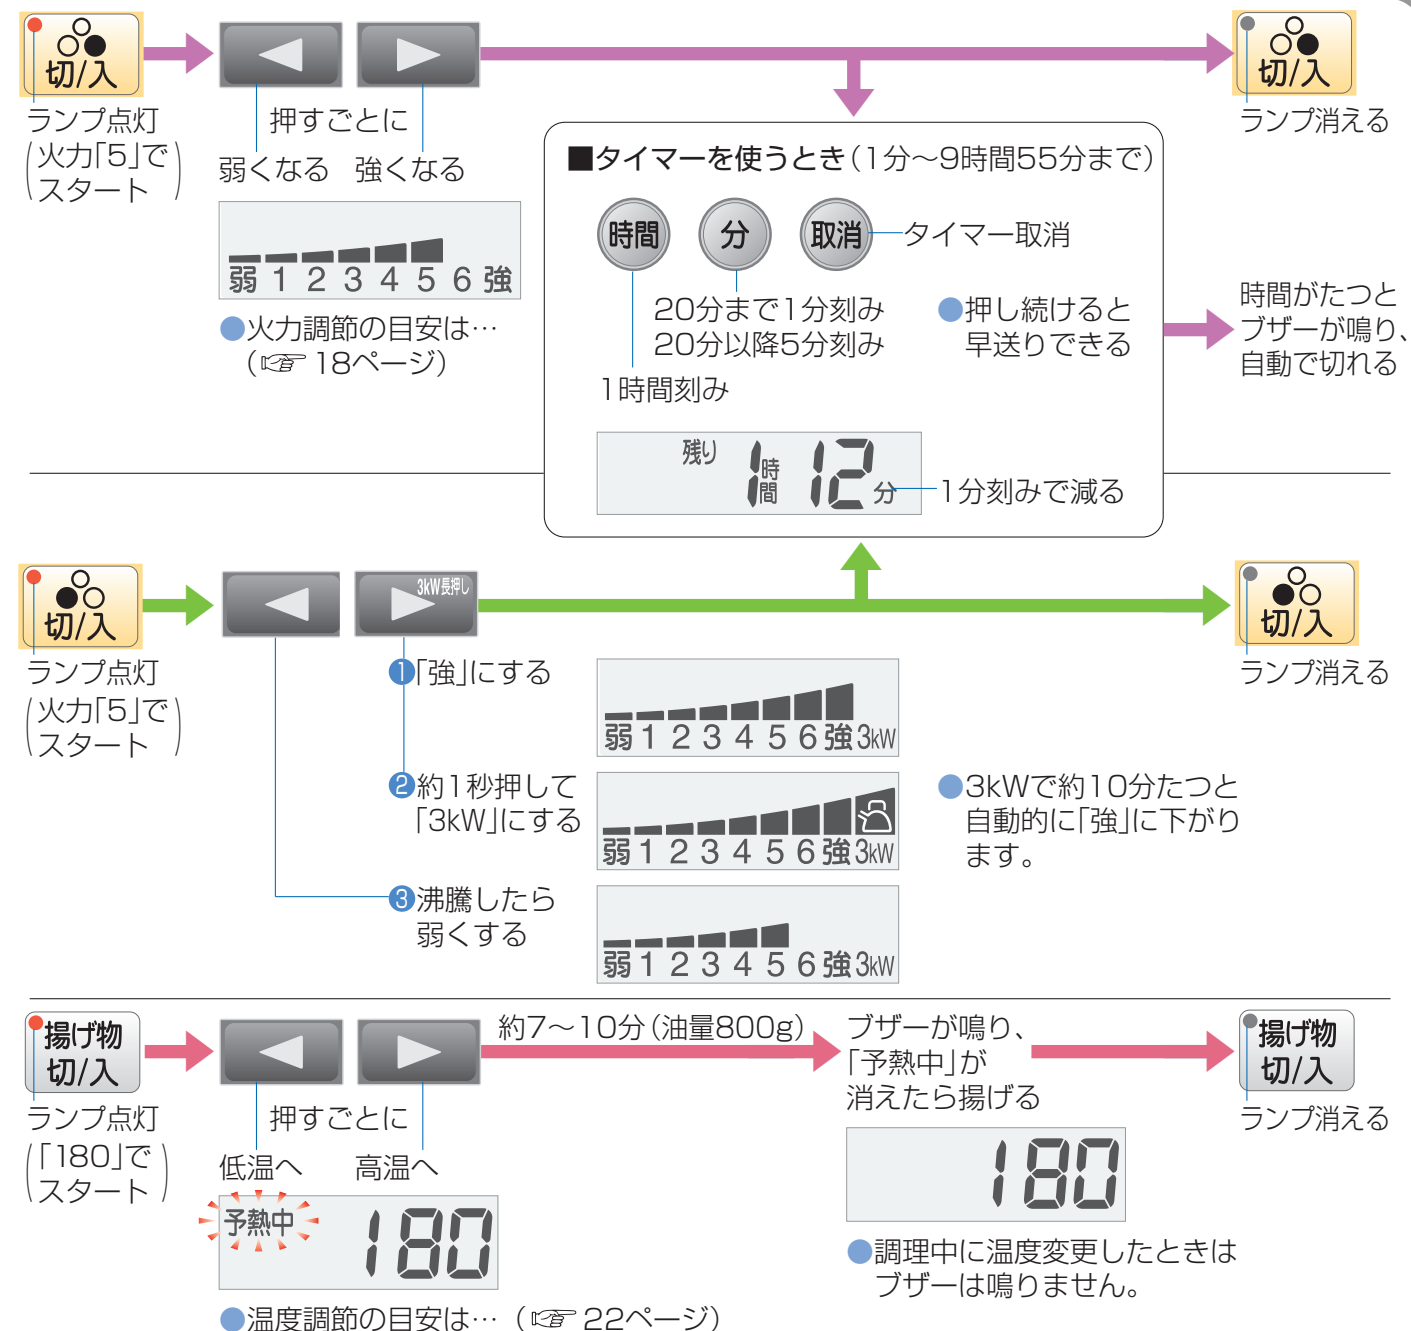 切/入
ランプ点灯
(火力「5」で
スタート)
押すごとに
弱くなる 強くなる
弱 1 2 3 4 5 6 強
●火力調節の目安は…
(☞ 18ページ)
■タイマーを使うとき(1分〜9時間55分まで)
時間 分 取消 タイマー取消
20分まで1分刻み
20分以降5分刻み
●押し続けると
早送りできる
1時間刻み
残り 1時間 12分
1分刻みで減る
切/入
ランプ消える
時間がたつと
ブザーが鳴り、
自動で切れる
切/入
ランプ点灯
(火力「5」で
スタート)
3kW長押し
❶「強」にする
弱 1 2 3 4 5 6 強 3kW
❷約1秒押して
「3kW」にする
弱 1 2 3 4 5 6 強 3kW
●3kWで約10分たつと
自動的に「強」に下がり
ます。
❸沸騰したら
弱くする
弱 1 2 3 4 5 6 強 3kW
切/入
ランプ消える
揚げ物
切/入
ランプ点灯
(「180」で
スタート)
押すごとに
低温へ 高温へ
予熱中 180
●温度調節の目安は…(☞ 22ページ)
約7〜10分(油量800g)
ブザーが鳴り、
「予熱中」が
消えたら揚げる
180
●調理中に温度変更したときは
ブザーは鳴りません。
揚げ物
切/入
ランプ消える